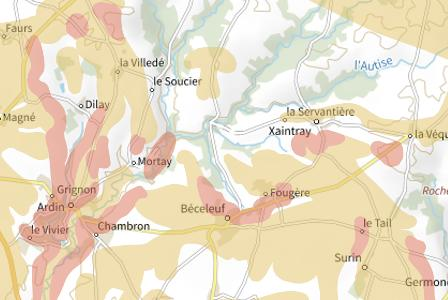 Faurs
la Villedé
l'Autise
le Soucier
Dilay
Magné
la Servantière
Xaintray
la Véqu
Mortay
Grignon
Ardin
Fougère
Béceleuf
Roche
le Vivier
Chambron
le Tail
Surin
Germon